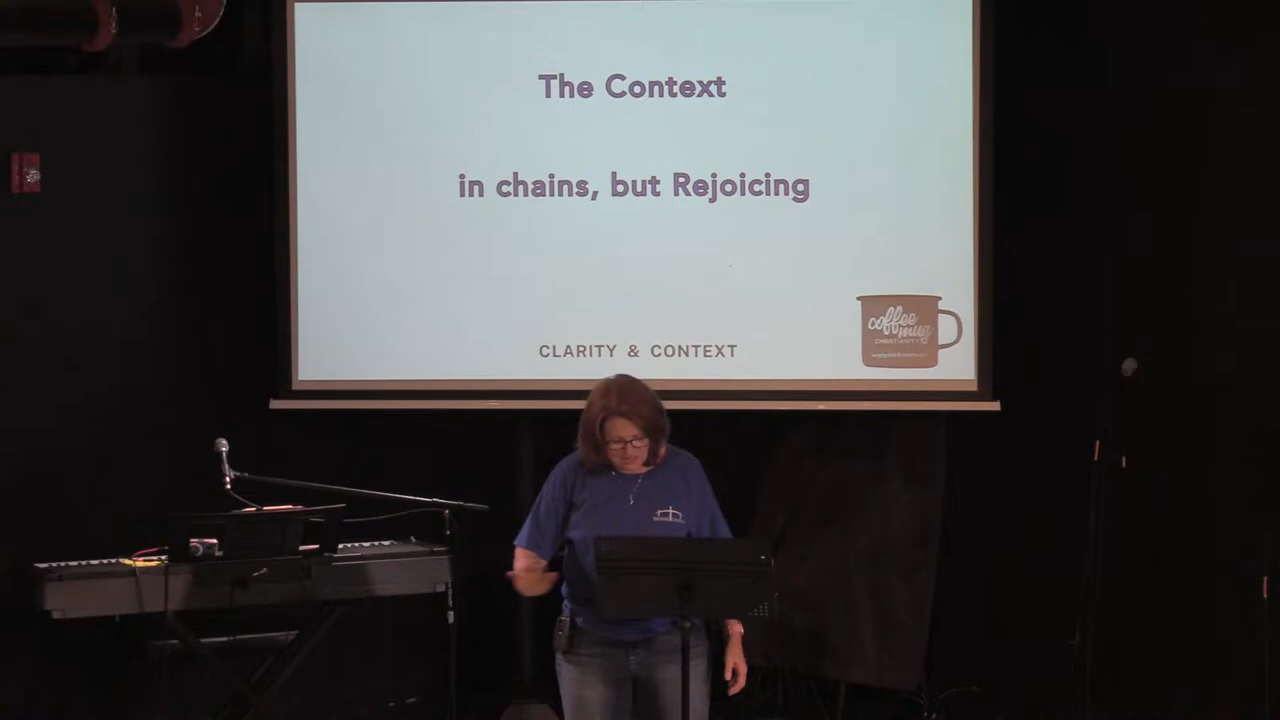 The Context
in chains, but Rejoicing
CLARITY & CONTEXT
coffee
mug
CHRISTIANITY